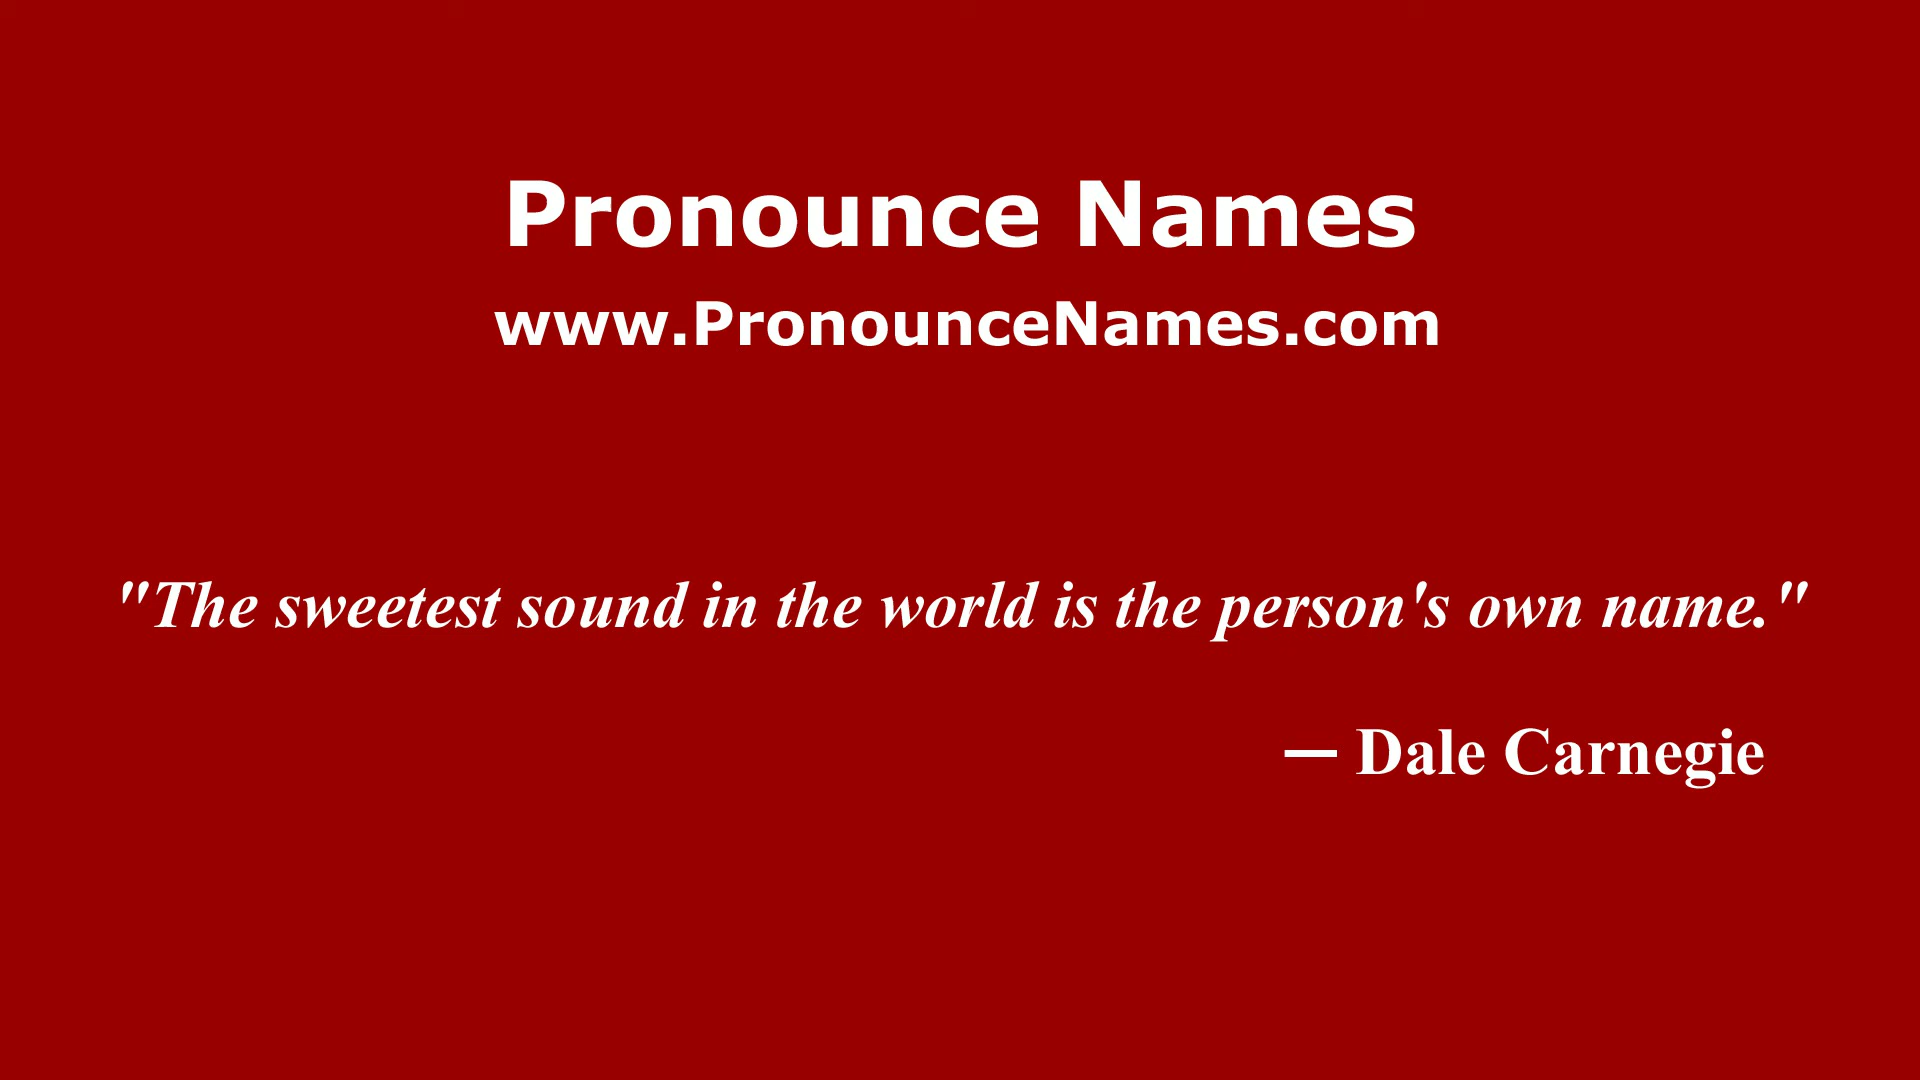 Pronounce Names
www.PronounceNames.com
"The sweetest sound in the world is the person's own name."
— Dale Carnegie